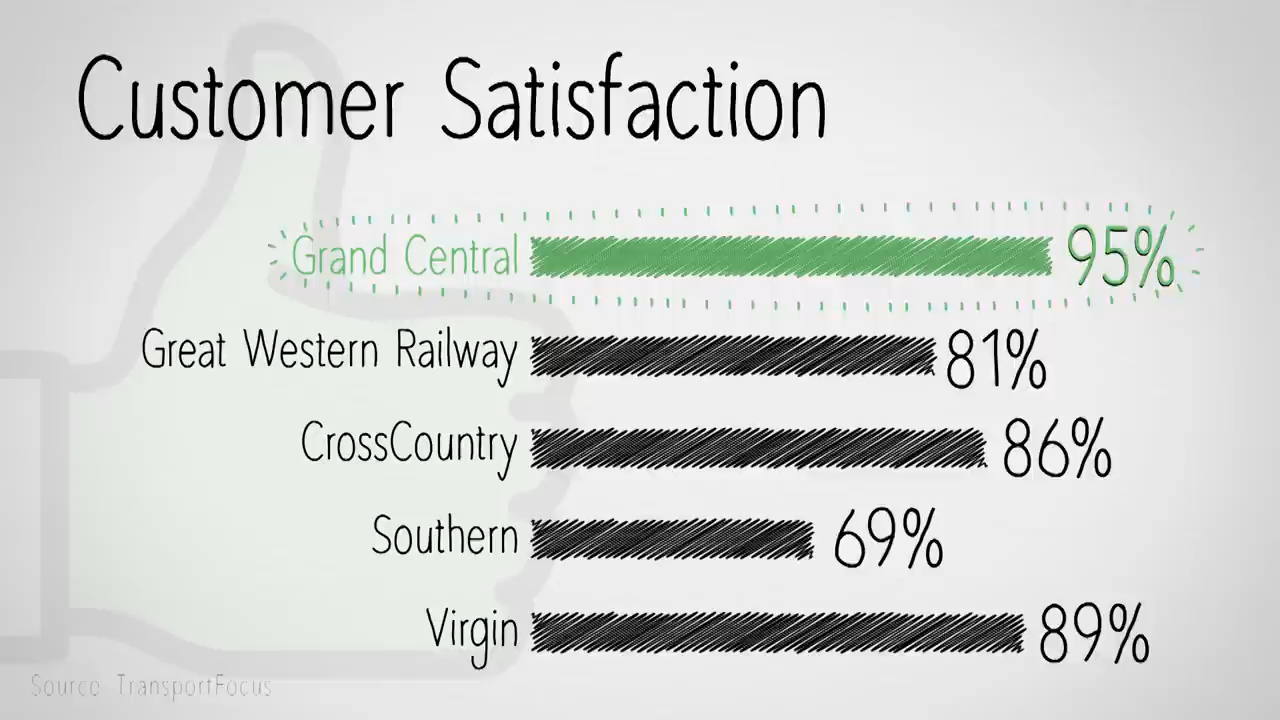 Customer Satisfaction
Grand Central 95%
Great Western Railway 81%
CrossCountry 86%
Southern 69%
Virgin 89%
Source TransportFocus